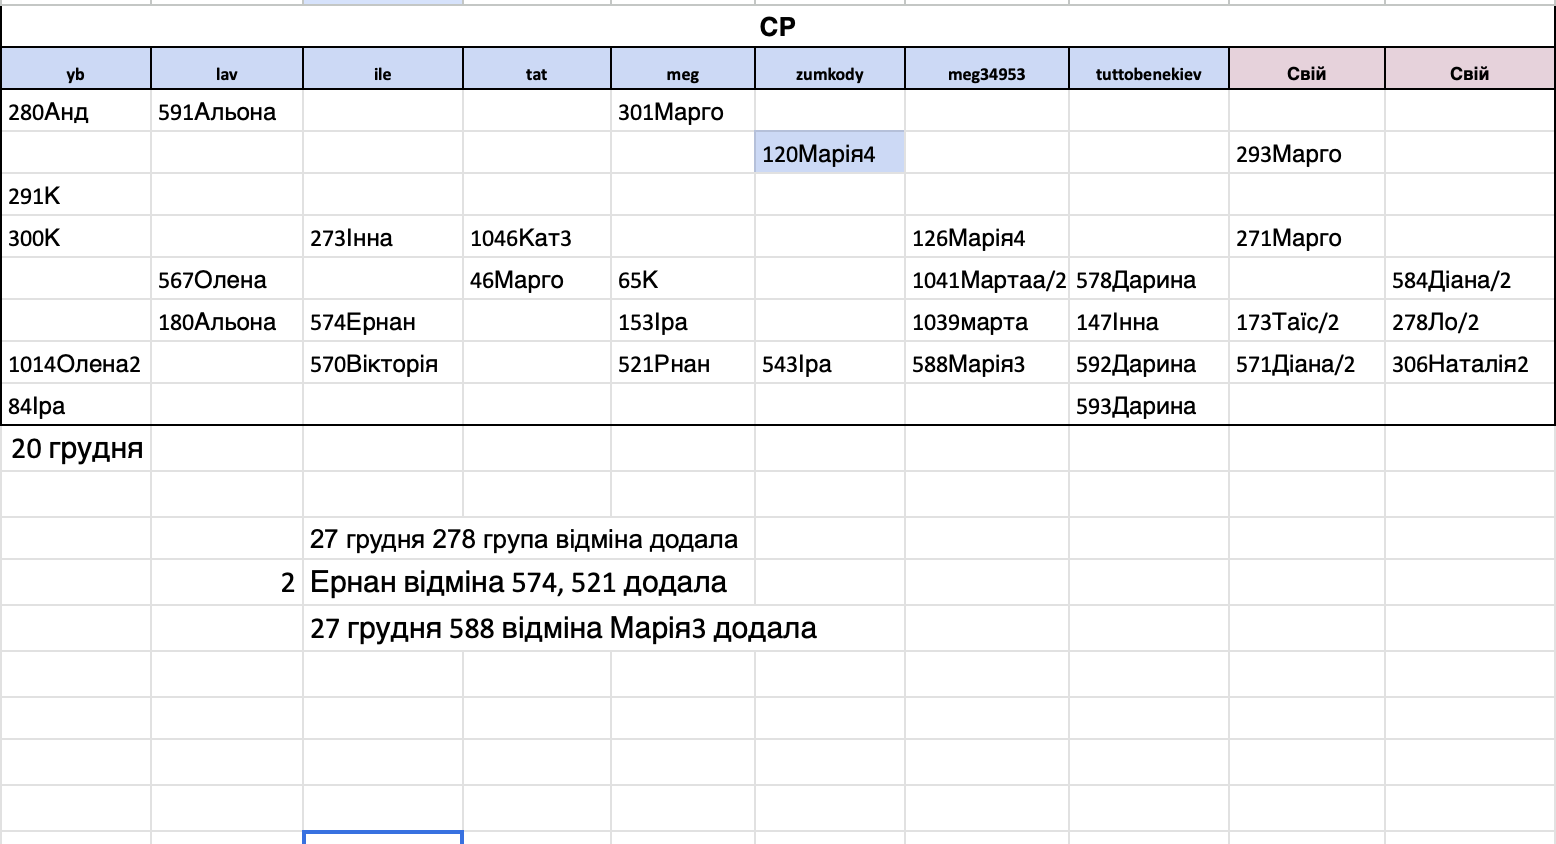 СР
yb lav ile tat meg zumkody meg34953 tuttobenekiev Свій Свій
280Анд 591Альона 301Марго
120Марія4 293Марго
291К
300К 273Інна 1046Кат3 126Марія4 271Марго
567Олена 46Марго 65К 1041Мартаа/2 578Дарина 584Діана/2
180Альона 574Ернан 153Іра 1039марта 147Інна 173Таїс/2 278Ло/2
1014Олена2 570Вікторія 521Рнан 543Іра 588Марія3 592Дарина 571Діана/2 306Наталія2
84Іра 593Дарина
20 грудня
27 грудня 278 група відміна додала
2 Ернан відміна 574, 521 додала
27 грудня 588 відміна Марія3 додала